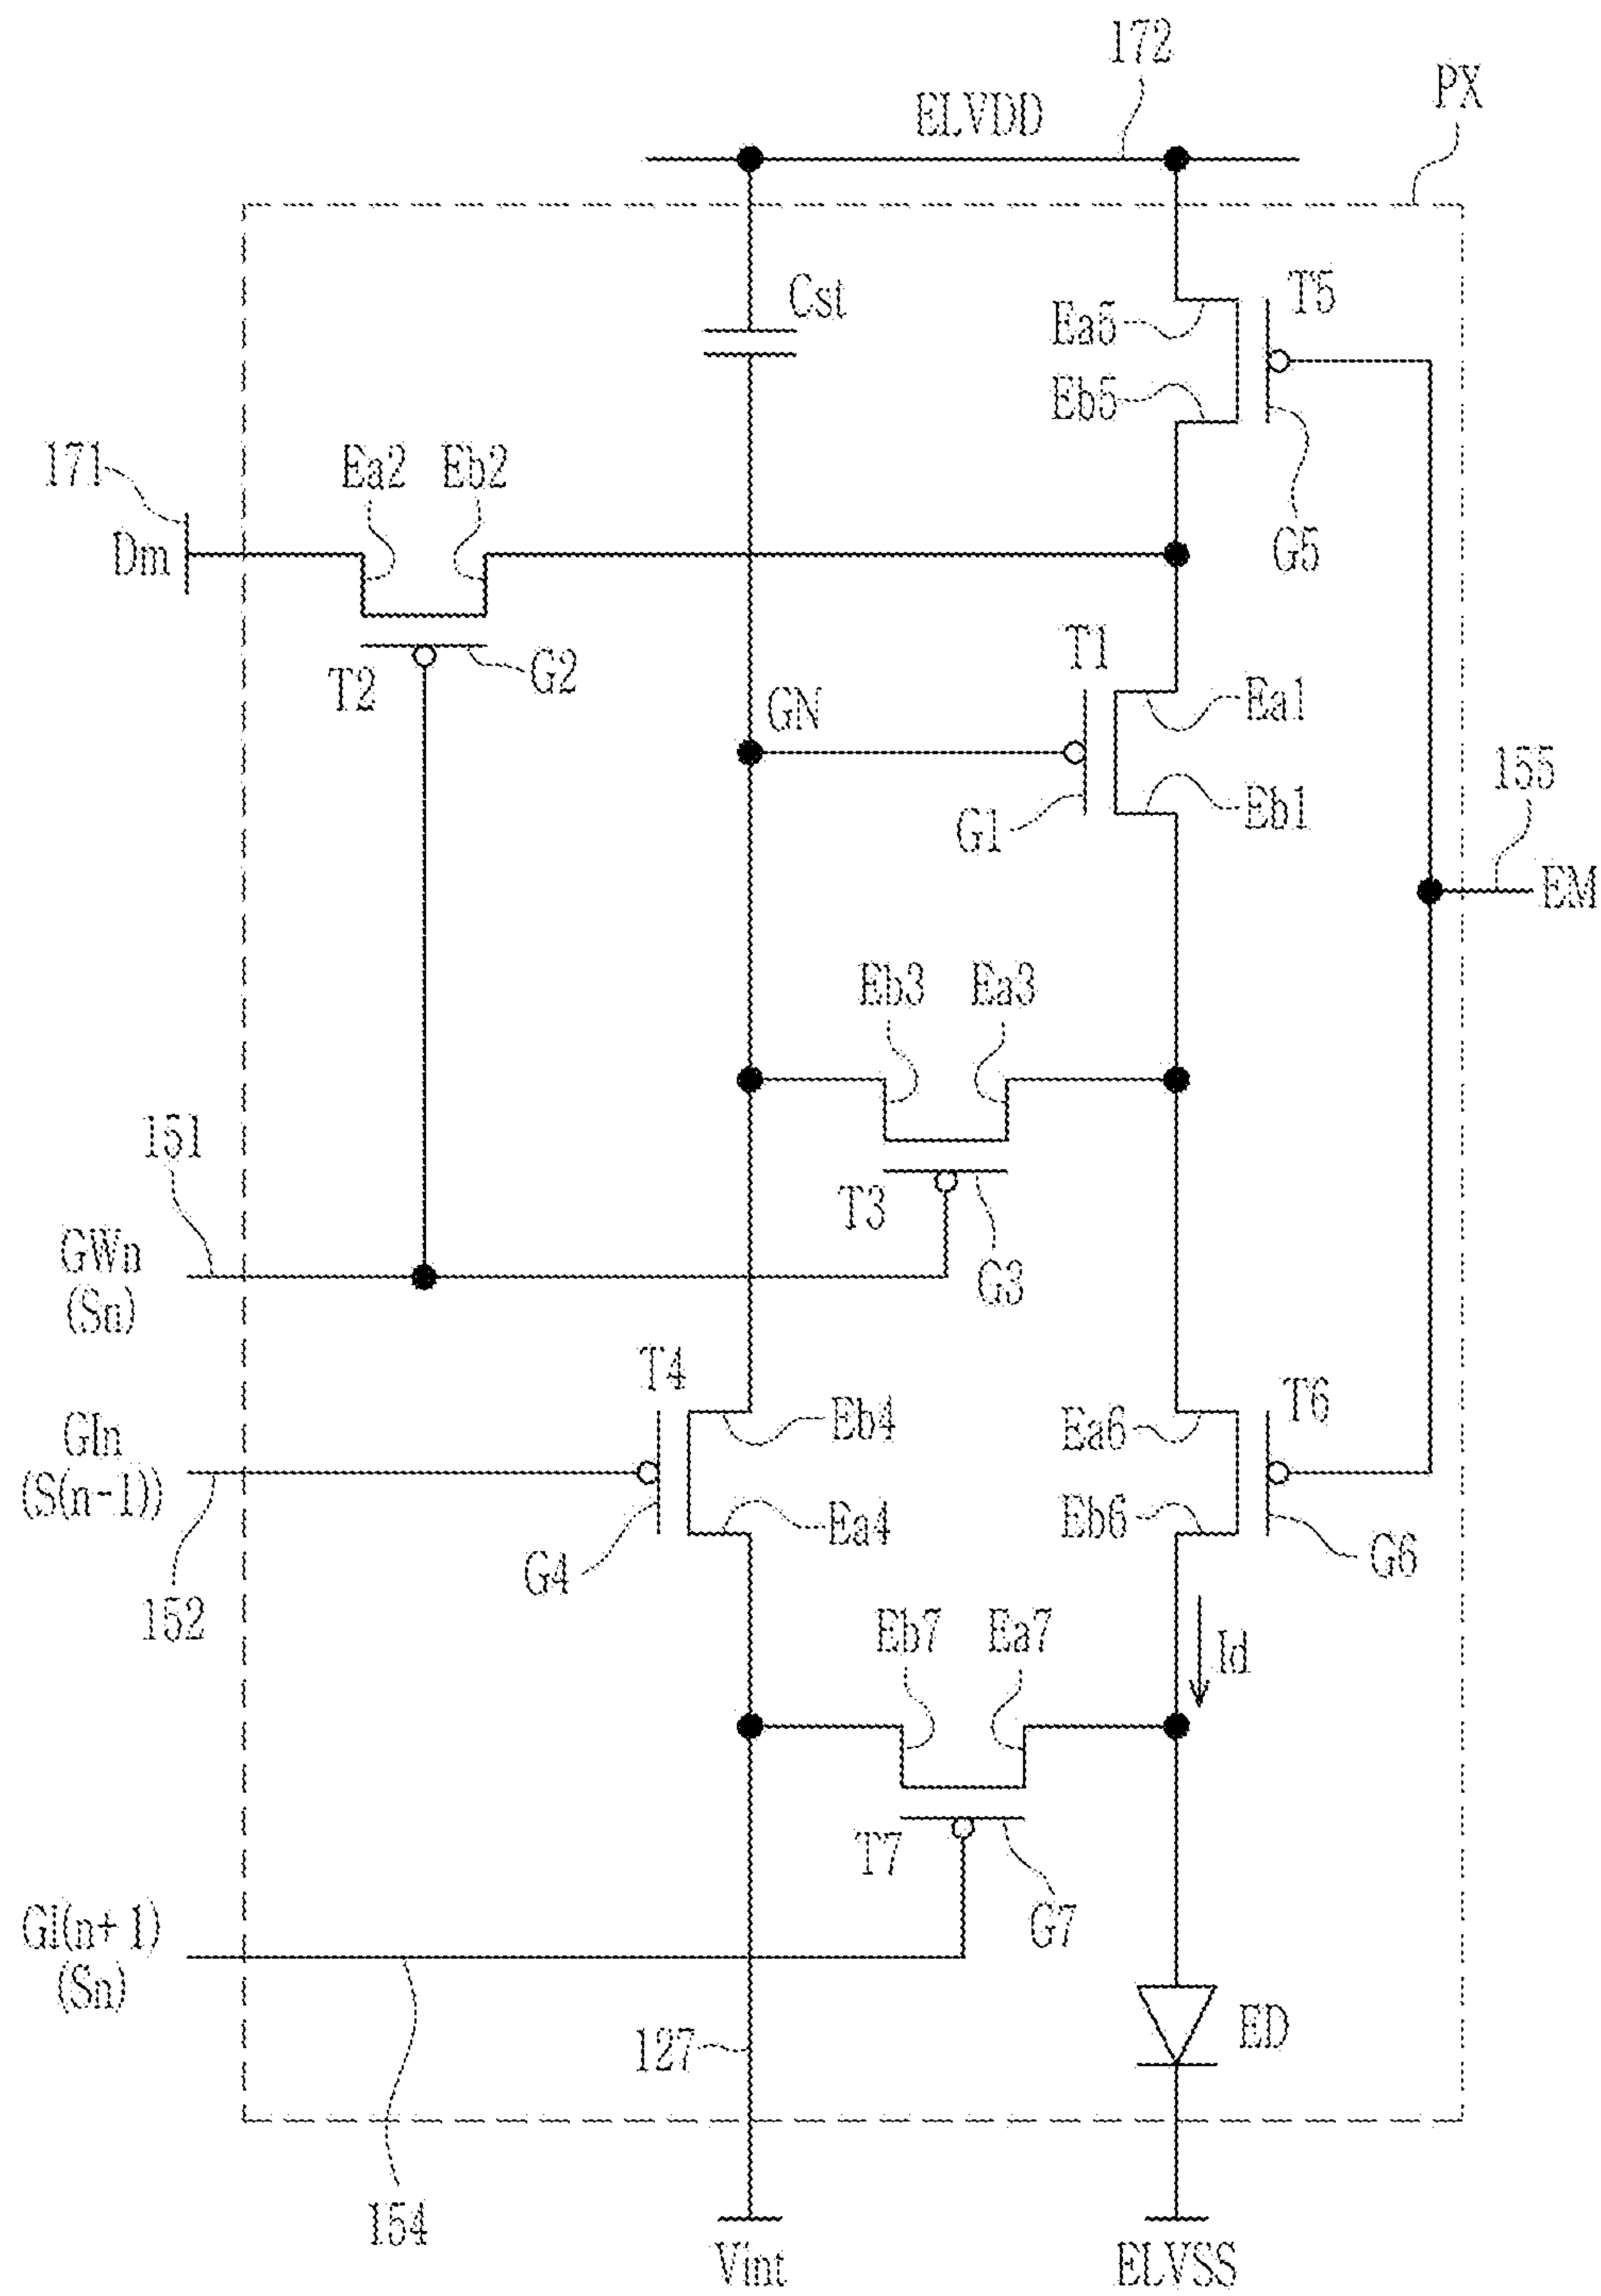 172
ELVDD
PX
Cst
T5
Ea5
Eb5
171
Ea2
Eb2
Dm
G5
T2
G2
T1
GN
Ea1
155
G1
Eb1
EM
Eb3
Ea3
151
T3
GWn
(Sn)
G3
T4
T6
GIn
(S(n-1))
Eb4
Ea6
Ea4
Eb6
G4
G6
152
Eb7
Ea7
Id
T7
G7
GI(n+1)
(Sn)
ED
127
154
Vint
ELVSS